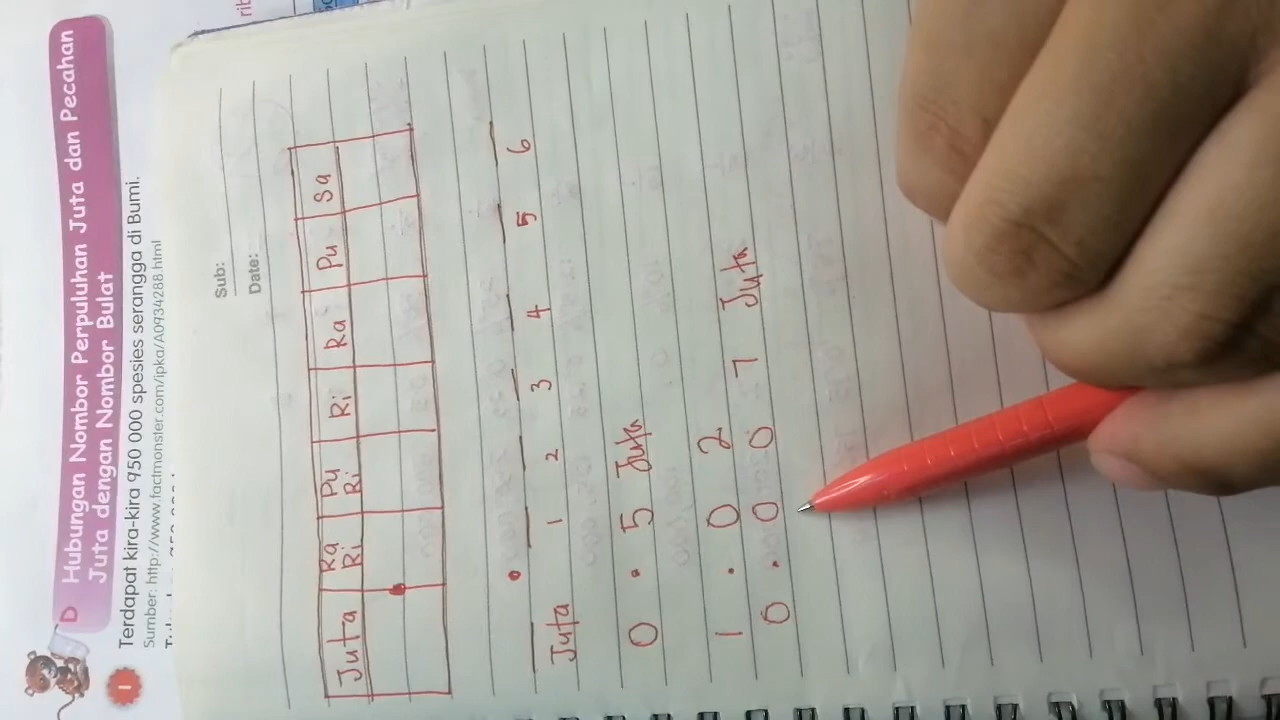 D Hubungan Nombor Perpuluhan Juta dan Pecahan
Juta dengan Nombor Bulat
1 Terdapat kira-kira 950 000 spesies serangga di Bumi.
Sumber: http://www.factmonster.com/ipka/A0934288.html
Sub:
Date:
Juta Ra Ri Pu Ri Ri Ra Pu Sa
Juta 1 2 3 4 5 6
0 . 5 Juta
1 . 0 2
0 . 0 0 7 Juta